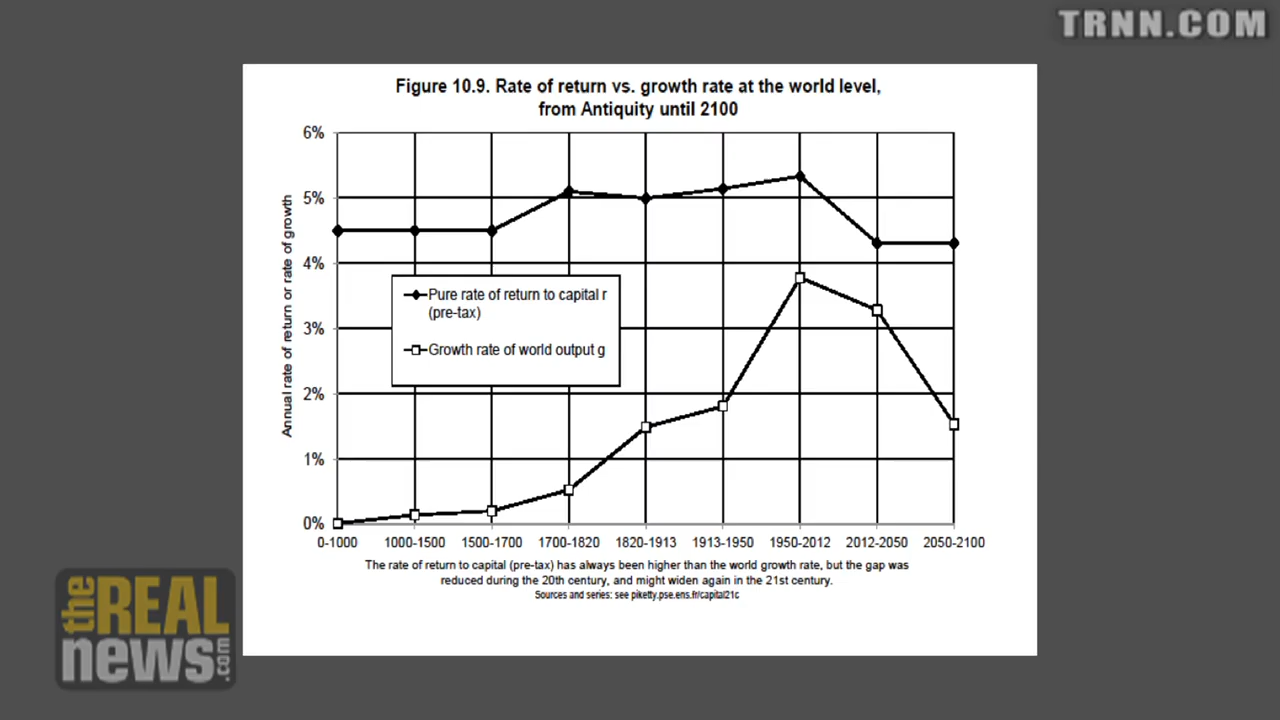 TRNN.COM
Figure 10.9. Rate of return vs. growth rate at the world level,
from Antiquity until 2100
Annual rate of return or rate of growth
6%
5%
4%
3%
2%
1%
0%
Pure rate of return to capital r
(pre-tax)
Growth rate of world output g
0-1000 1000-1500 1500-1700 1700-1820 1820-1913 1913-1950 1950-2012 2012-2050 2050-2100
The rate of return to capital (pre-tax) has always been higher than the world growth rate, but the gap was
reduced during the 20th century, and might widen again in the 21st century.
Sources and series: see piketty.pse.ens.fr/capital21c
the REAL
news.com